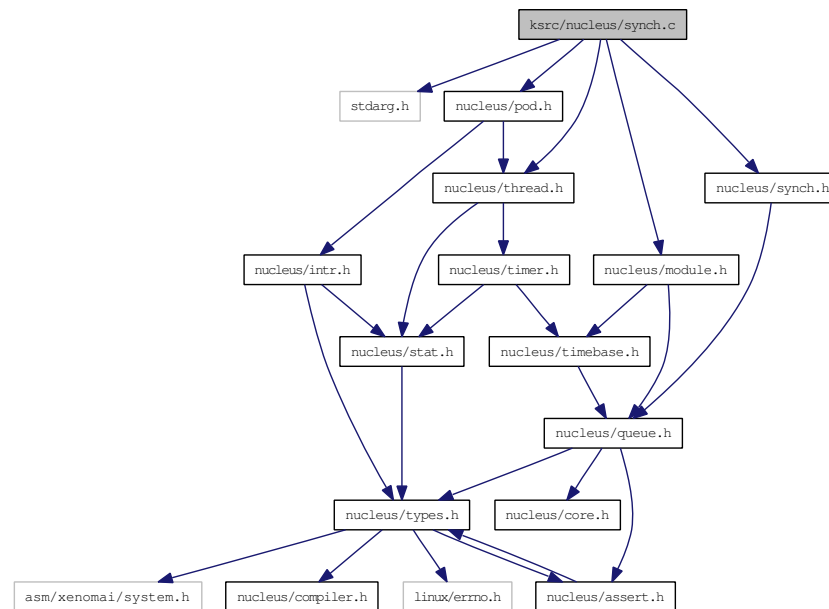 ksrc/nucleus/synch.c
stdarg.h
nucleus/pod.h
nucleus/thread.h
nucleus/synch.h
nucleus/intr.h
nucleus/timer.h
nucleus/module.h
nucleus/stat.h
nucleus/timebase.h
nucleus/queue.h
nucleus/types.h
nucleus/core.h
asm/xenomai/system.h
nucleus/compiler.h
linux/errno.h
nucleus/assert.h